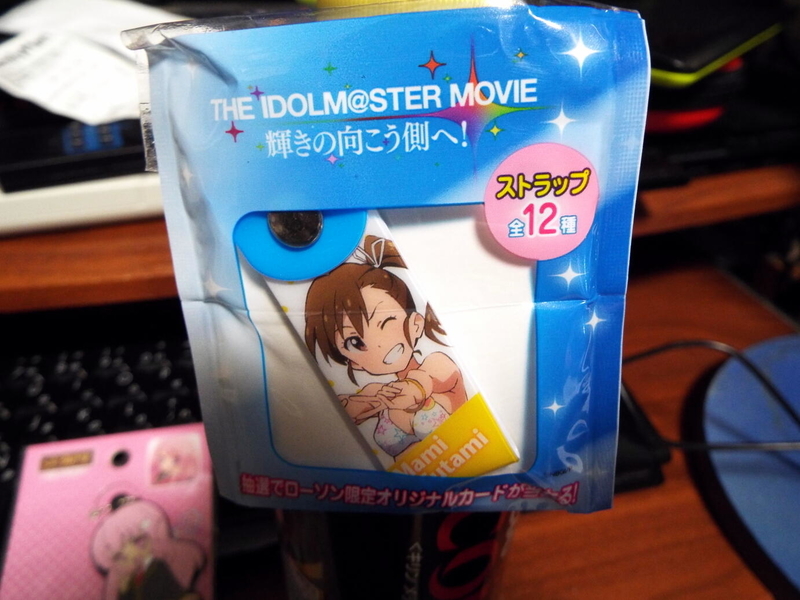 THE IDOLM@STER MOVIE
輝きの向こう側へ!
ストラップ
全12種
抽選でローソン限定オリジナルカードが当たる!